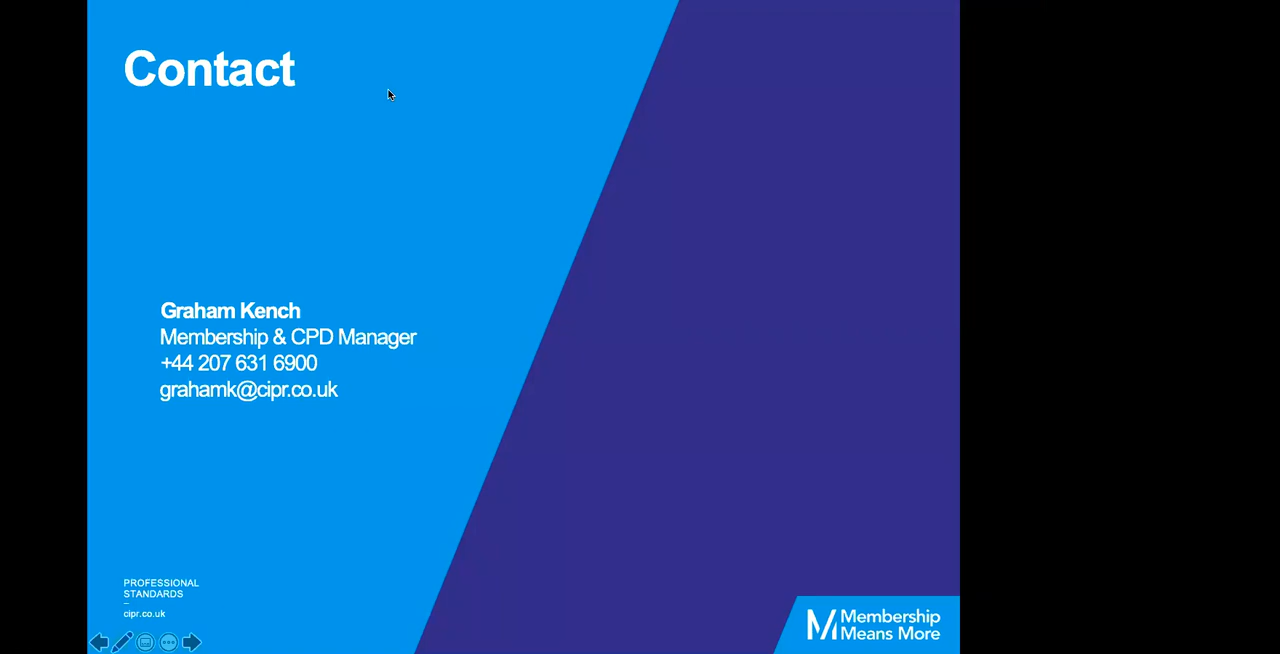 Contact
Graham Kench
Membership & CPD Manager
+44 207 631 6900
grahamk@cipr.co.uk
PROFESSIONAL
STANDARDS
–
cipr.co.uk
Membership
Means More